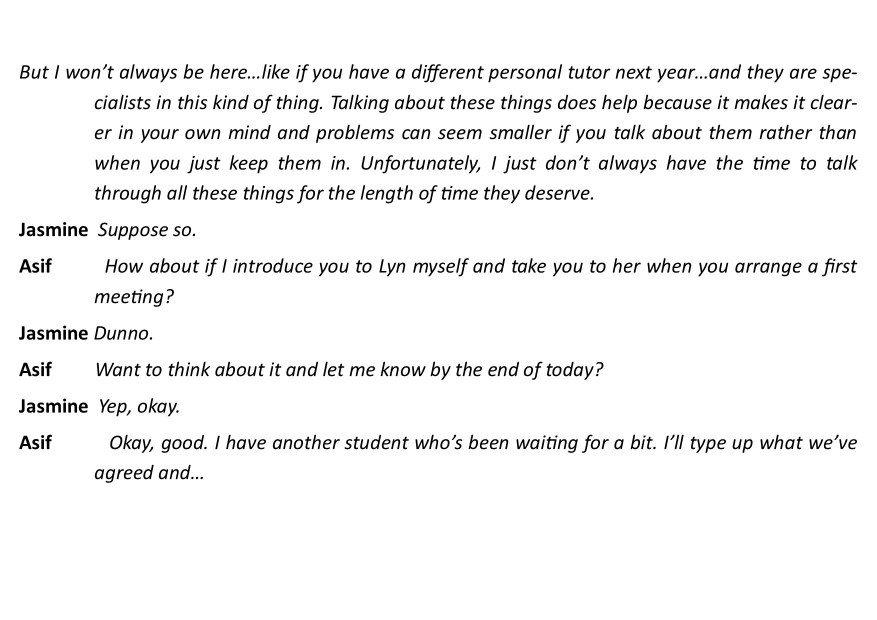 But I won’t always be here…like if you have a different personal tutor next year…and they are spe-
cialists in this kind of thing. Talking about these things does help because it makes it clear-
er in your own mind and problems can seem smaller if you talk about them rather than
when you just keep them in. Unfortunately, I just don’t always have the time to talk
through all these things for the length of time they deserve.
Jasmine Suppose so.
Asif How about if I introduce you to Lyn myself and take you to her when you arrange a first
meeting?
Jasmine Dunno.
Asif Want to think about it and let me know by the end of today?
Jasmine Yep, okay.
Asif Okay, good. I have another student who’s been waiting for a bit. I’ll type up what we’ve
agreed and…